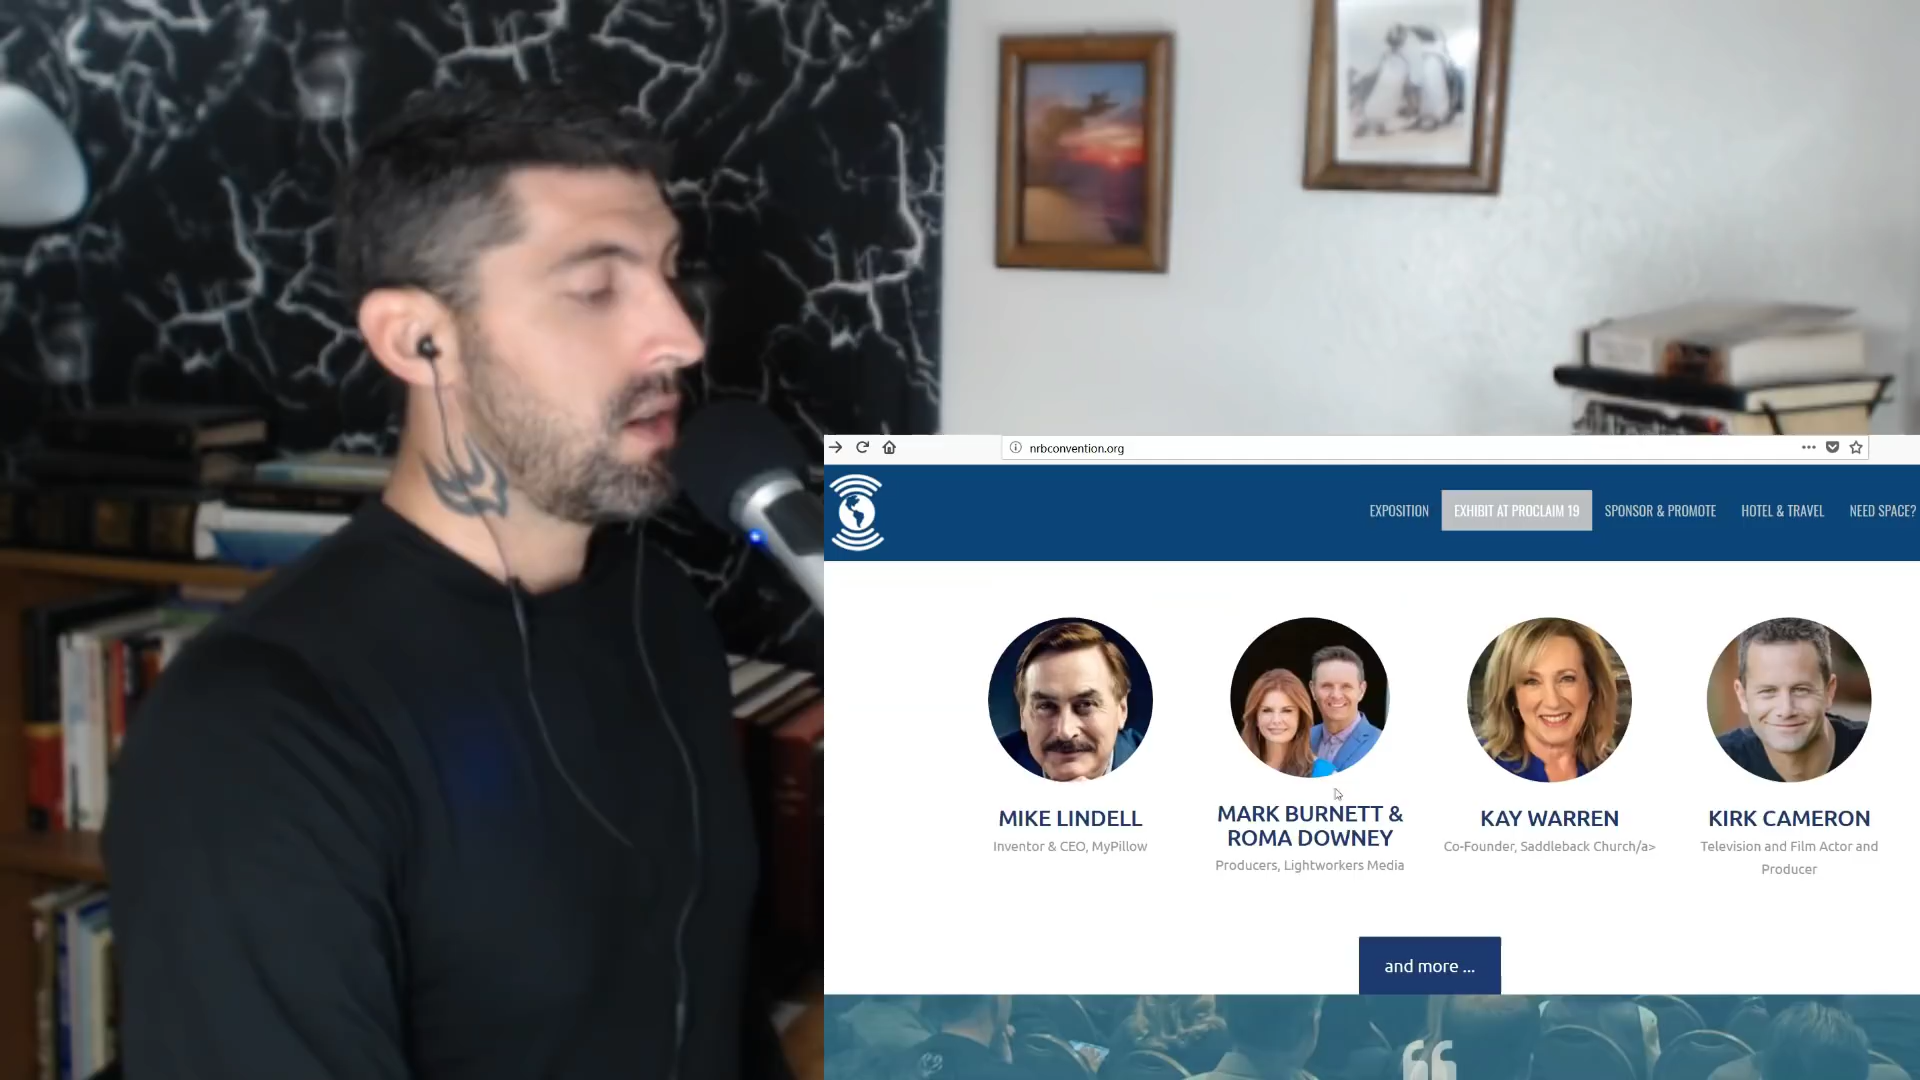 nrbconvention.org
EXPOSITION EXHIBIT AT PROCLAIM 19 SPONSOR & PROMOTE HOTEL & TRAVEL NEED SPACE?
MIKE LINDELL
Inventor & CEO, MyPillow
MARK BURNETT &
ROMA DOWNEY
Producers, Lightworkers Media
KAY WARREN
Co-Founder, Saddleback Church/a>
KIRK CAMERON
Television and Film Actor and
Producer
and more ...
“